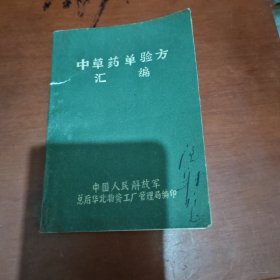 中草药单验方
汇编
中国人民解放军
总后华北物资工厂管理局编印